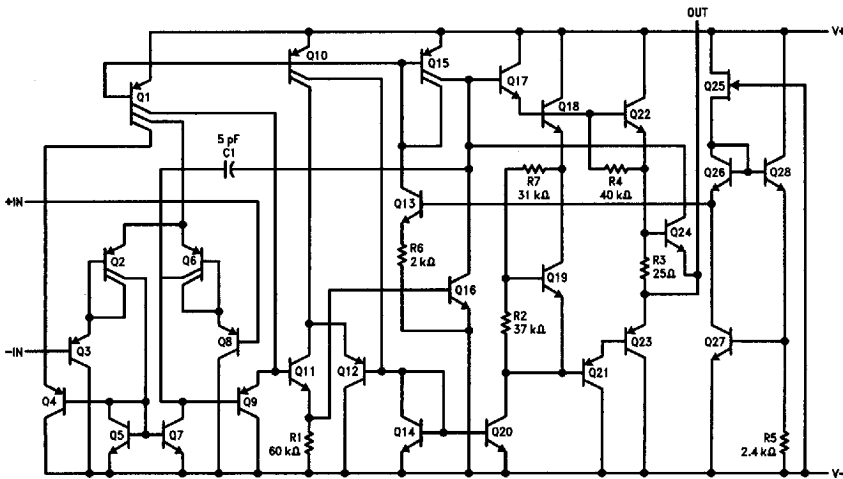 OUT
V+
Q10
Q15
Q1
Q17
Q18
Q22
Q25
5 pF
C1
R7
31 kΩ
R4
40 kΩ
Q26
Q28
+IN
Q13
Q24
R6
2 kΩ
Q2
Q6
Q16
Q19
R3
25Ω
R2
37 kΩ
-IN
Q3
Q8
Q23
Q27
Q4
Q9
Q11
Q12
Q21
Q5
Q7
R1
60 kΩ
Q14
Q20
R5
2.4 kΩ
V-